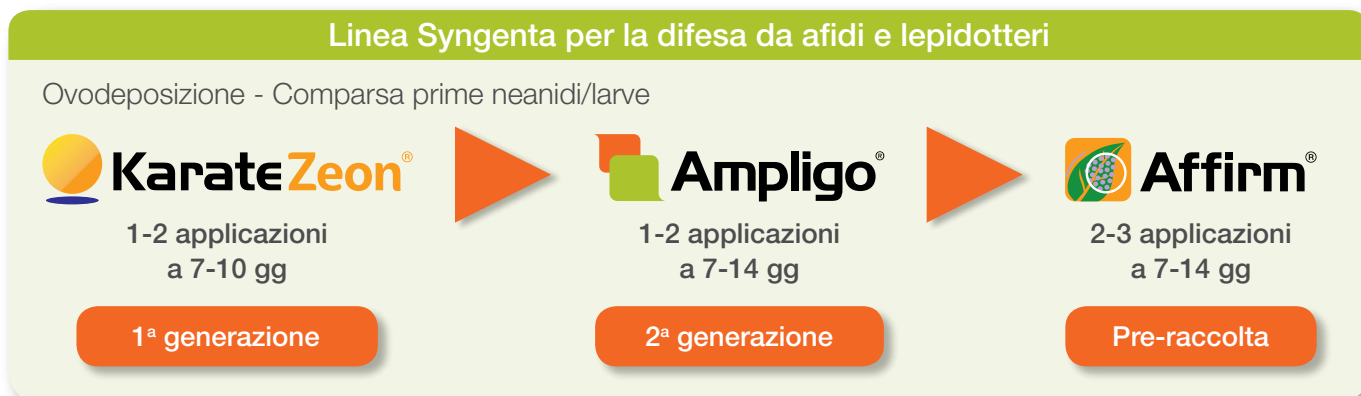 Linea Syngenta per la difesa da afidi e lepidotteri
Ovodeposizione - Comparsa prime neanidi/larve
Karate Zeon®
1-2 applicazioni
a 7-10 gg
1ª generazione
Ampligo®
1-2 applicazioni
a 7-14 gg
2ª generazione
Affirm®
2-3 applicazioni
a 7-14 gg
Pre-raccolta